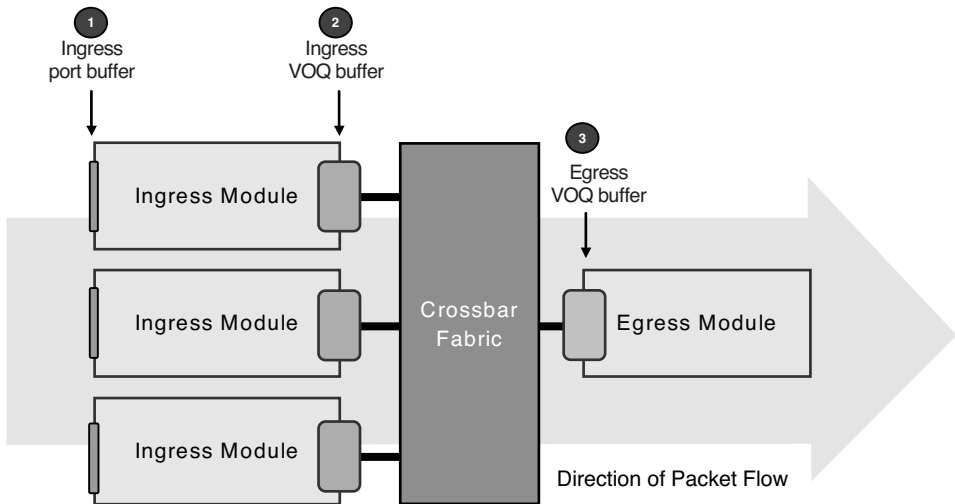 1
Ingress
port buffer
2
Ingress
VOQ buffer
3
Egress
VOQ buffer
Ingress Module
Ingress Module
Ingress Module
Crossbar
Fabric
Egress Module
Direction of Packet Flow